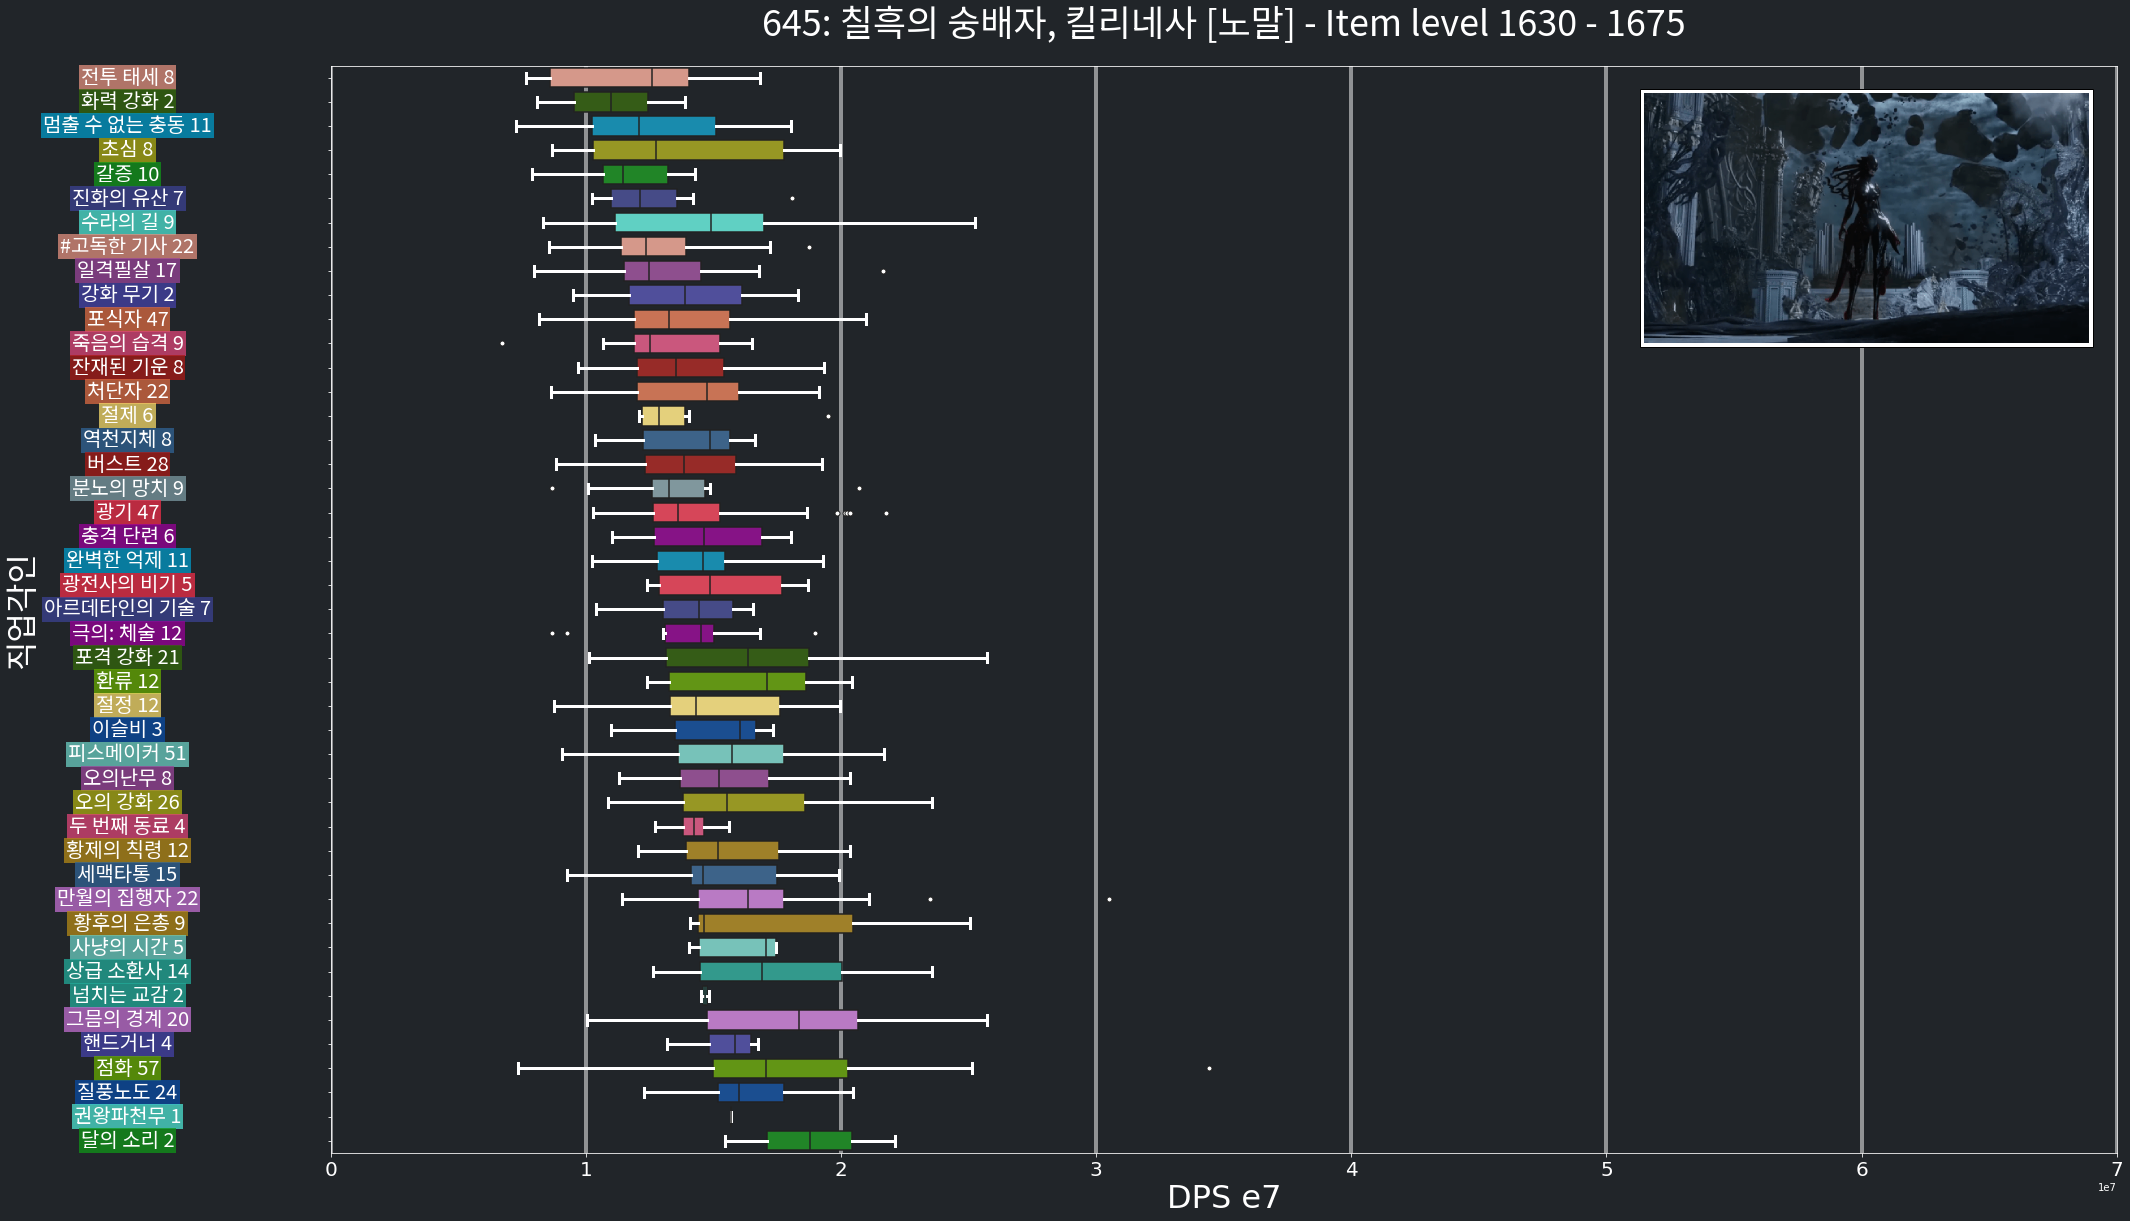 645: 칠흑의 숭배자, 킬리네사 [노말] - Item level 1630 - 1675
직업각인
전투 태세 8
화력 강화 2
멈출 수 없는 충동 11
초심 8
갈증 10
진화의 유산 7
수라의 길 9
#고독한 기사 22
일격필살 17
강화 무기 2
포식자 47
죽음의 습격 9
잔재된 기운 8
처단자 22
절제 6
역천지체 8
버스트 28
분노의 망치 9
광기 47
충격 단련 6
완벽한 억제 11
광전사의 비기 5
아르데타인의 기술 7
극의: 체술 12
포격 강화 21
환류 12
절정 12
이슬비 3
피스메이커 51
오의난무 8
오의 강화 26
두 번째 동료 4
황제의 칙령 12
세맥타통 15
만월의 집행자 22
황후의 은총 9
사냥의 시간 5
상급 소환사 14
넘치는 교감 2
그믐의 경계 20
핸드거너 4
점화 57
질풍노도 24
권왕파천무 1
달의 소리 2
0 1 2 3 4 5 6 7
1e7
DPS e7